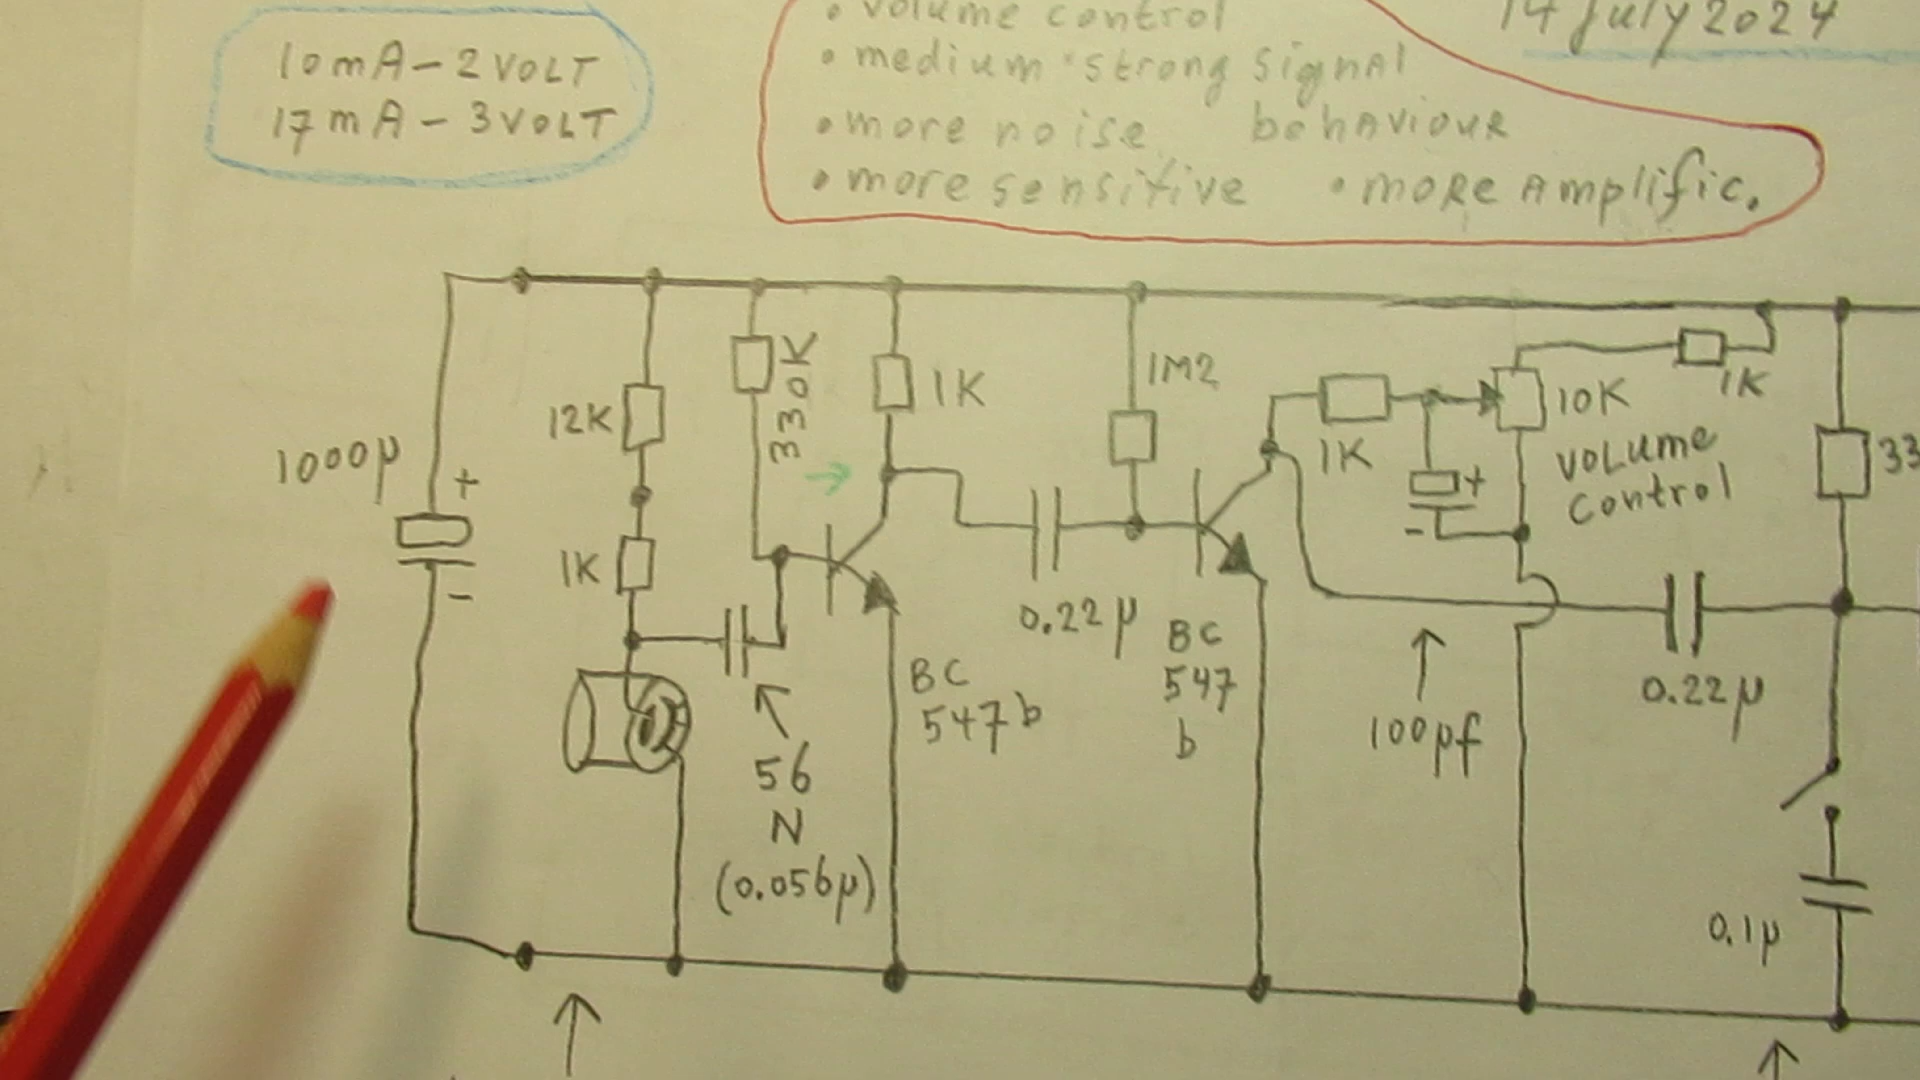 10mA - 2 VOLT
17mA - 3 VOLT
• volume control
• medium strong signal
• more noise behaviour
• more sensitive • more Amplific.
14 July 2024
1000µ
+
-
12K
1K
330K
1K
1M2
1K
+
-
10K
VOLUME
control
1K
33
0.22µ
BC
547b
BC
547
b
56
N
(0.056µ)
100µf
0.22µ
0.1µ